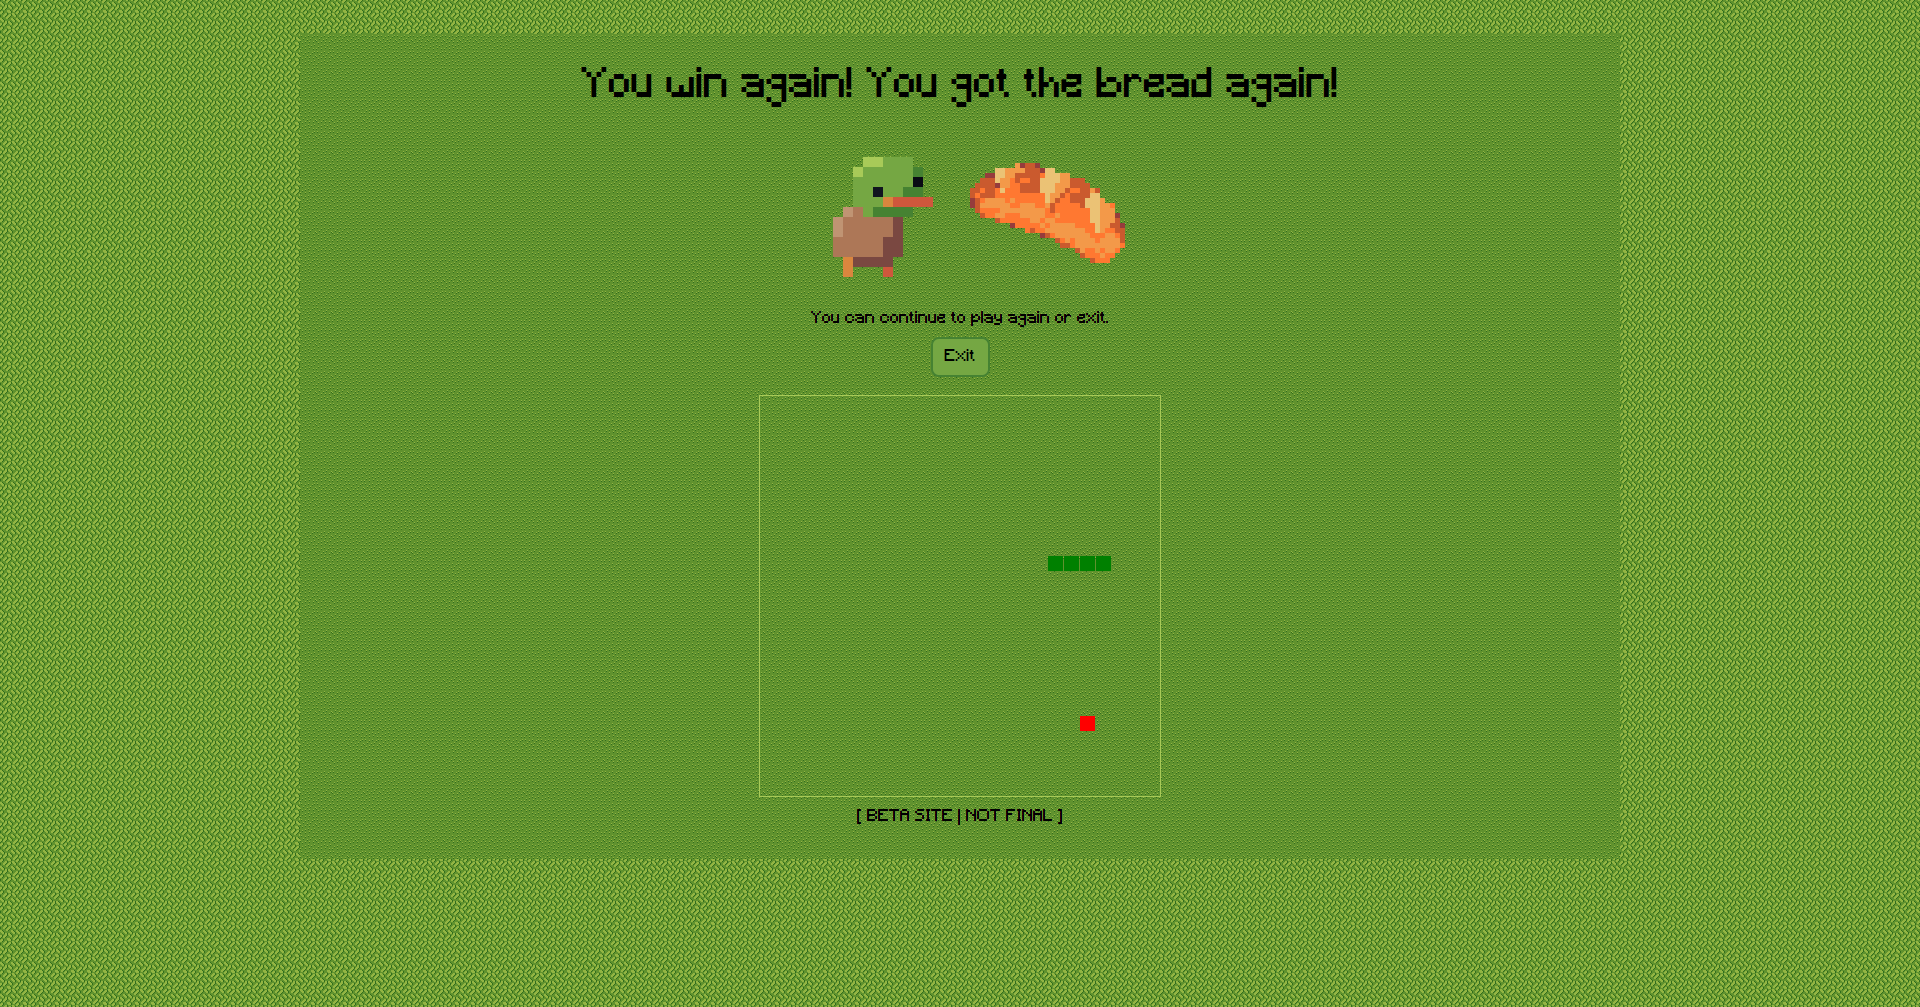 You win again! You got the bread again!
You can continue to play again or exit.
Exit
[ BETA SITE | NOT FINAL ]